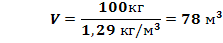 V = 100кг / 1,29 кг/м³ = 78 м³